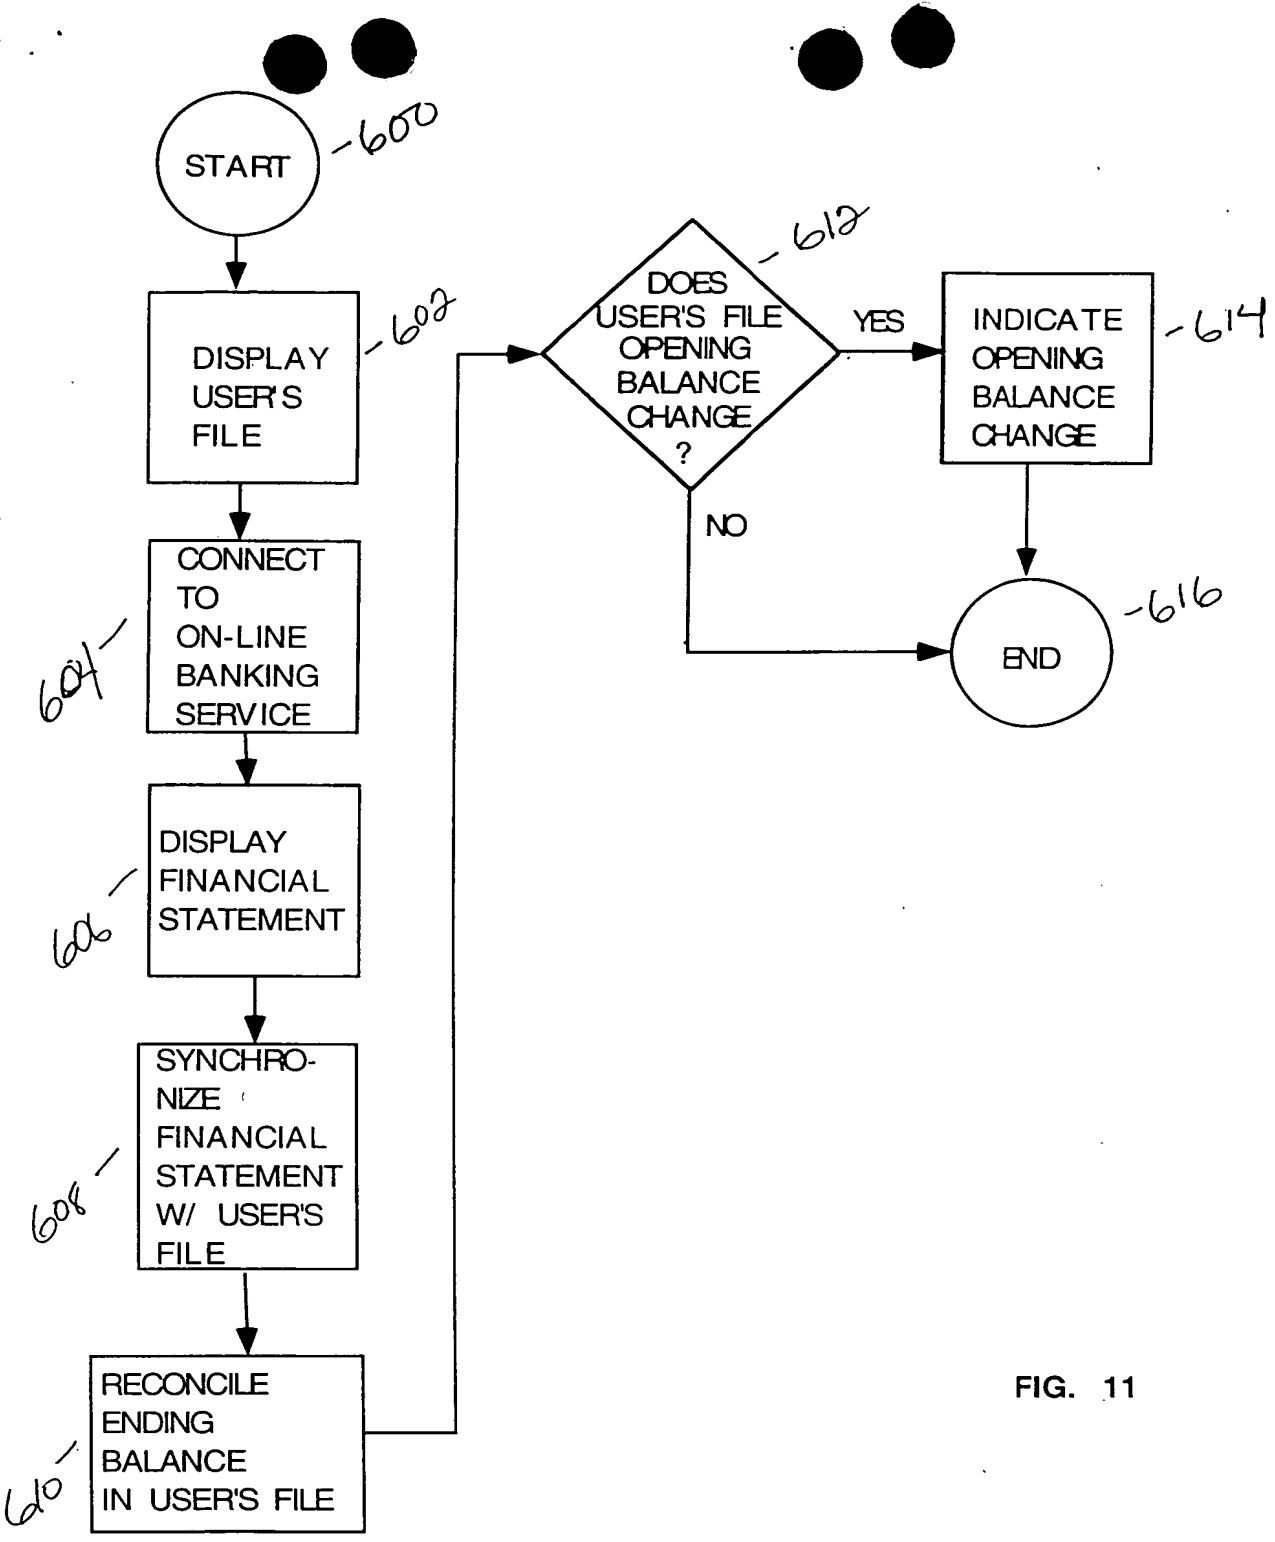 START
-600
DISPLAY
USER'S
FILE
-602
CONNECT
TO
ON-LINE
BANKING
SERVICE
604
DISPLAY
FINANCIAL
STATEMENT
606
SYNCHRO-
NIZE
FINANCIAL
STATEMENT
W/ USER'S
FILE
608
RECONCILE
ENDING
BALANCE
IN USER'S FILE
610
DOES
USER'S FILE
OPENING
BALANCE
CHANGE
?
-612
YES
NO
INDICATE
OPENING
BALANCE
CHANGE
-614
END
-616
FIG. 11